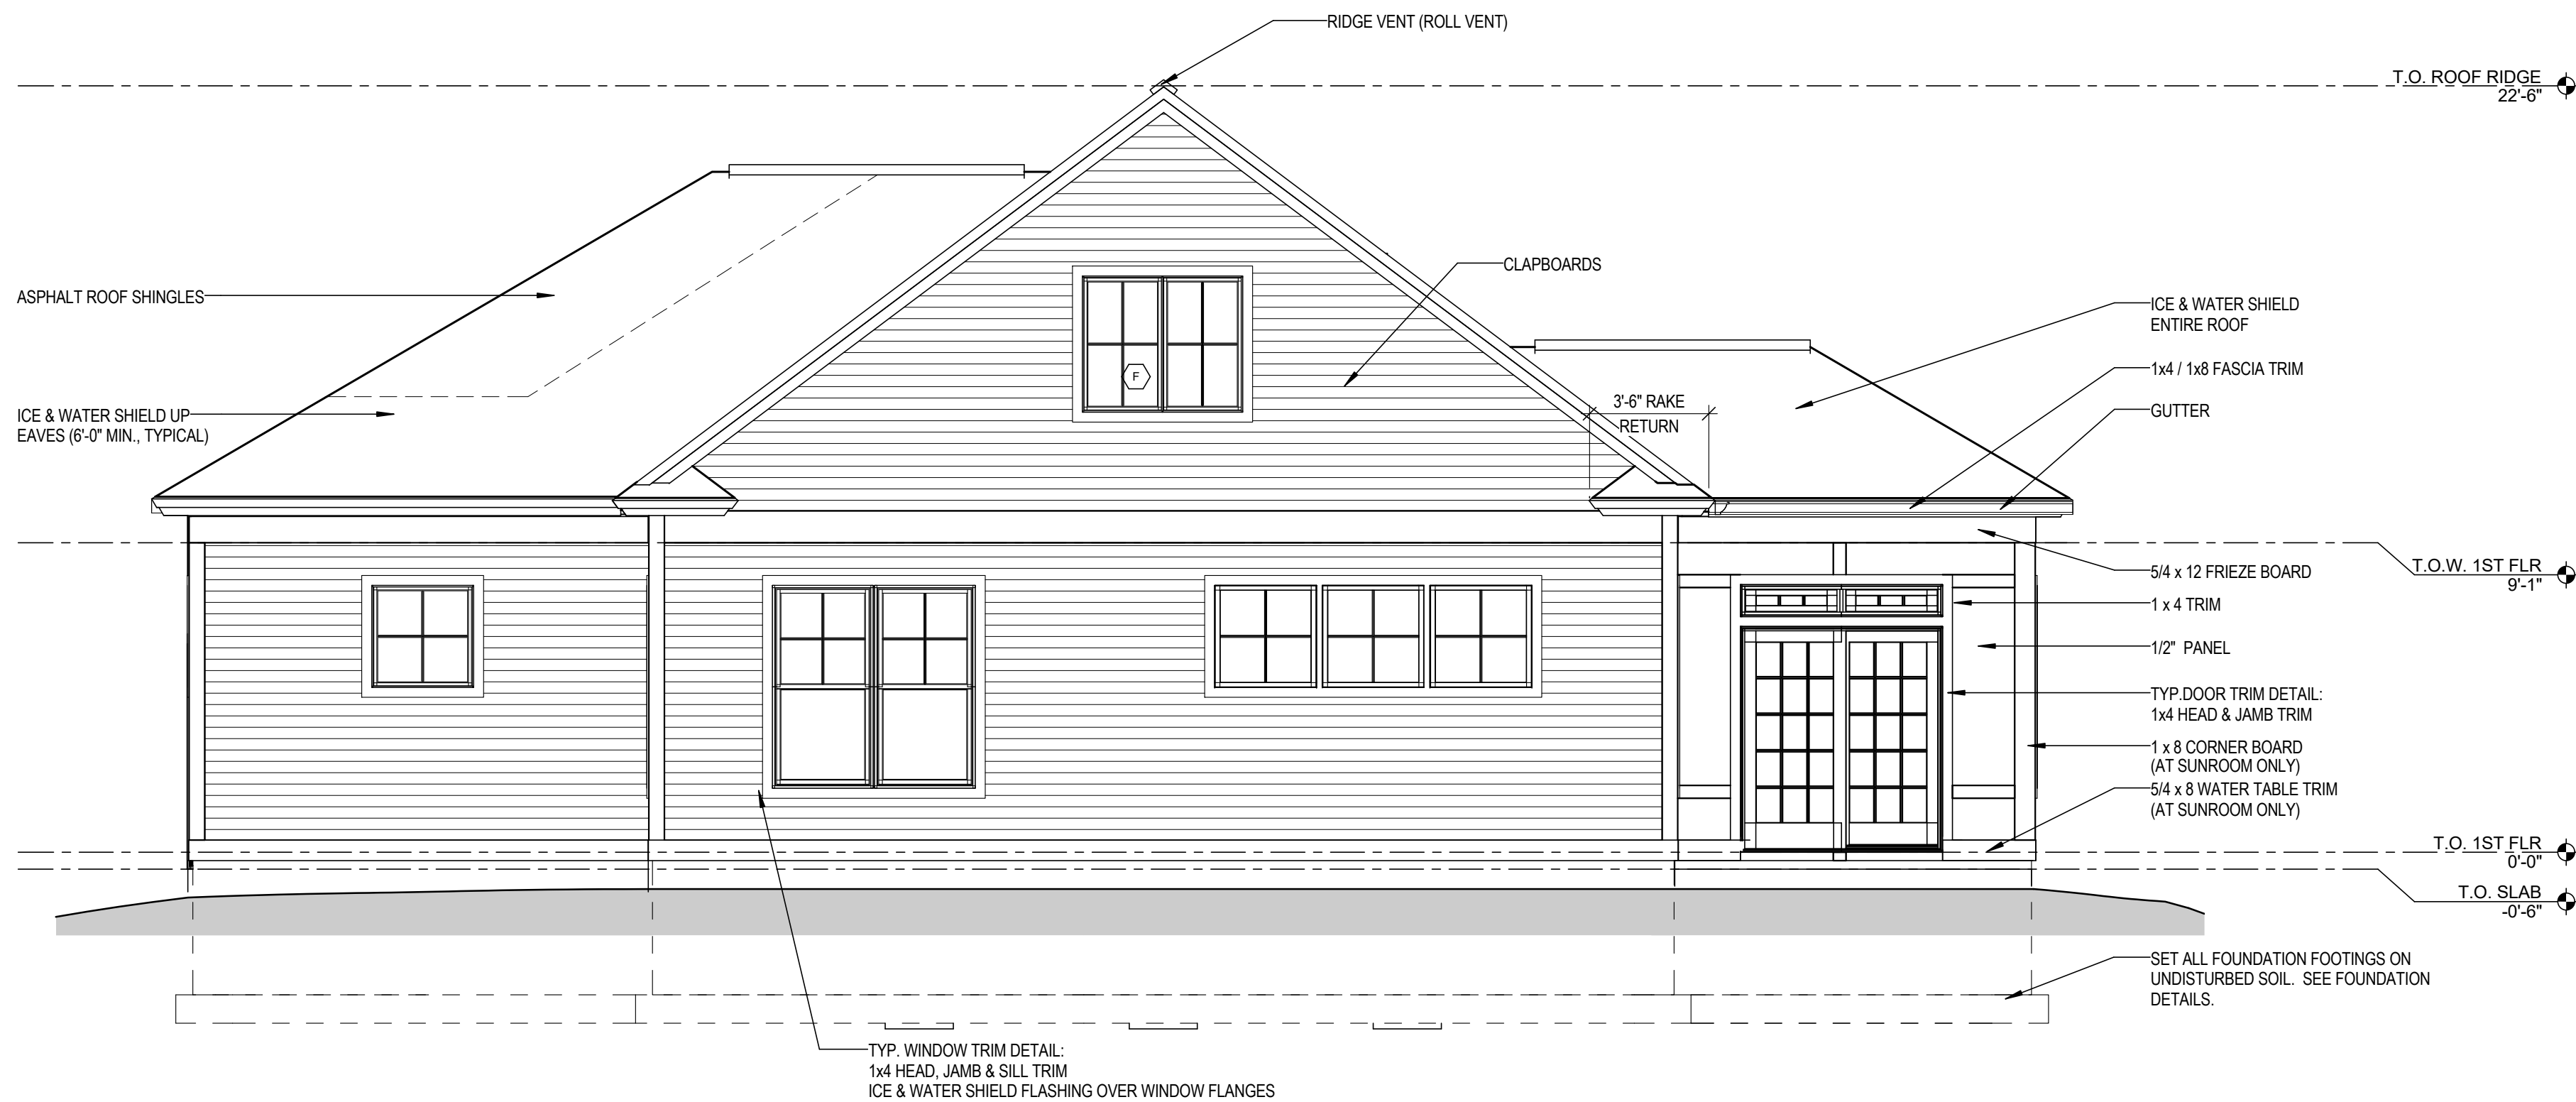 RIDGE VENT (ROLL VENT)
T.O. ROOF RIDGE
22'-6"
CLAPBOARDS
ASPHALT ROOF SHINGLES
ICE & WATER SHIELD
ENTIRE ROOF
1x4 / 1x8 FASCIA TRIM
F
3'-6" RAKE
RETURN
GUTTER
ICE & WATER SHIELD UP
EAVES (6'-0" MIN., TYPICAL)
T.O.W. 1ST FLR
9'-1"
5/4 x 12 FRIEZE BOARD
1 x 4 TRIM
1/2" PANEL
TYP.DOOR TRIM DETAIL:
1x4 HEAD & JAMB TRIM
1 x 8 CORNER BOARD
(AT SUNROOM ONLY)
5/4 x 8 WATER TABLE TRIM
(AT SUNROOM ONLY)
T.O. 1ST FLR
0'-0"
T.O. SLAB
-0'-6"
SET ALL FOUNDATION FOOTINGS ON
UNDISTURBED SOIL. SEE FOUNDATION
DETAILS.
TYP. WINDOW TRIM DETAIL:
1x4 HEAD, JAMB & SILL TRIM
ICE & WATER SHIELD FLASHING OVER WINDOW FLANGES